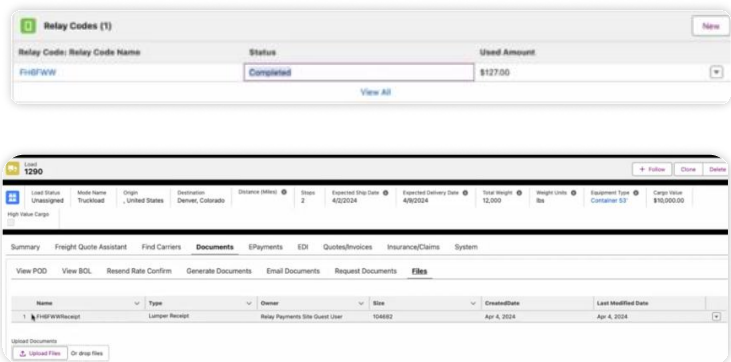 Relay Codes (1)
New
Relay Code: Relay Code Name Status Used Amount
FHBFWW Completed $127.00
View All
Load
1290
+ Follow Clone Delete
Load Status Mode Name Origin Destination Distance (Miles) Stops Expected Ship Date Expected Delivery Date Total Weight Weight Units Equipment Type Cargo Value
Unassigned Truckload , United States Denver, Colorado 2 4/2/2024 4/9/2024 12,000 lbs Container 53' $10,000.00
High Value Cargo
Summary Freight Quote Assistant Find Carriers Documents EPayments EDI Quotes/Invoices Insurance/Claims System
View POD View BOL Resend Rate Confirm Generate Documents Email Documents Request Documents Files
Name Type Owner Size CreatedDate Last Modified Date
1 FHBFWWReceipt Lumper Receipt Relay Payments Site Guest User 104692 Apr 4, 2024 Apr 4, 2024
Upload Documents
Upload Files Or drop files